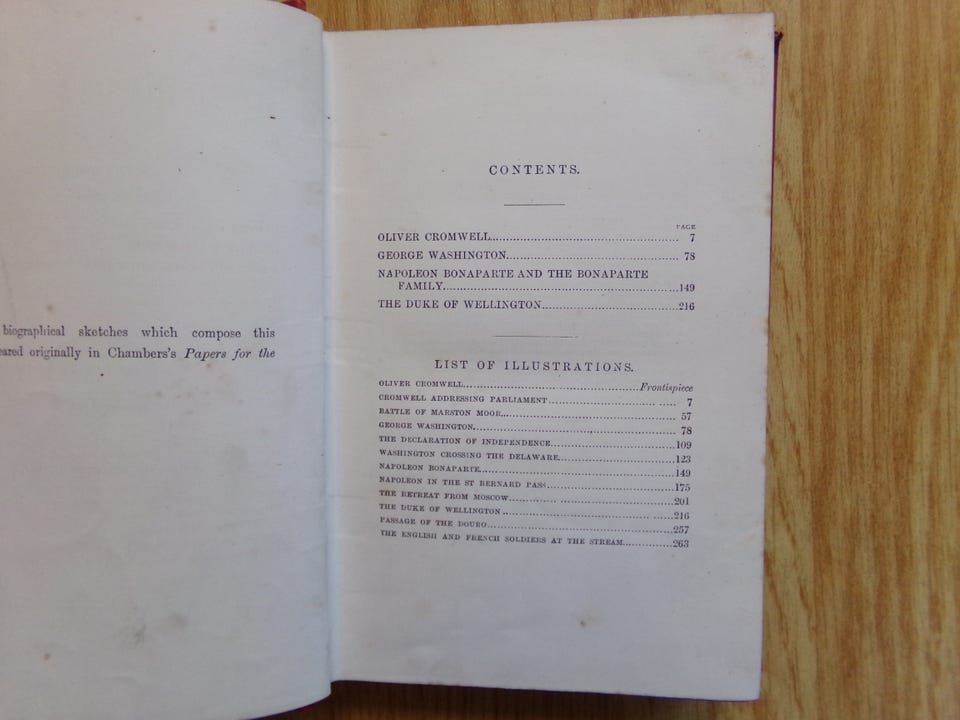 biographical sketches which compose this
originally in Chambers's Papers for the
CONTENTS.
PAGE
OLIVER CROMWELL 7
GEORGE WASHINGTON 78
NAPOLEON BONAPARTE AND THE BONAPARTE
FAMILY 149
THE DUKE OF WELLINGTON 216
LIST OF ILLUSTRATIONS.
OLIVER CROMWELL Frontispiece
CROMWELL ADDRESSING PARLIAMENT 7
BATTLE OF MARSTON MOOR 57
GEORGE WASHINGTON 78
THE DECLARATION OF INDEPENDENCE 109
WASHINGTON CROSSING THE DELAWARE 123
NAPOLEON BONAPARTE 149
NAPOLEON IN THE ST BERNARD PASS 175
THE RETREAT FROM MOSCOW 201
THE DUKE OF WELLINGTON 216
PASSAGE OF THE DOURO 257
THE ENGLISH AND FRENCH SOLDIERS AT THE STREAM 263